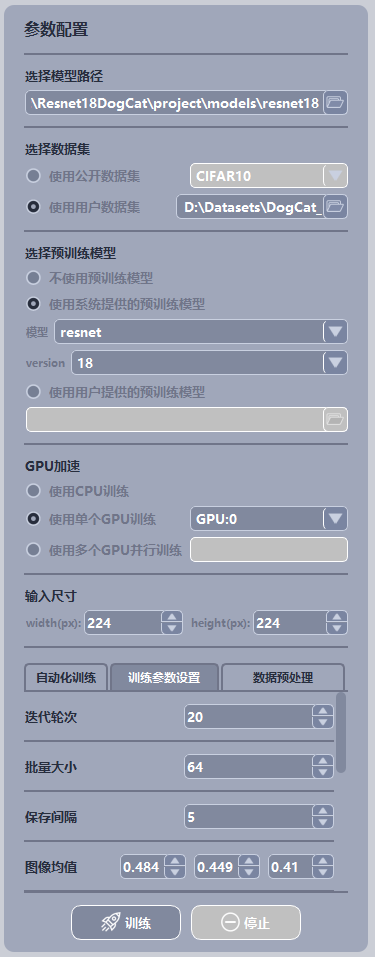 参数配置
选择模型路径
\Resnet18DogCat\project\models\resnet18
选择数据集
使用公开数据集 CIFAR10
使用用户数据集 D:\Datasets\DogCat_
选择预训练模型
不使用预训练模型
使用系统提供的预训练模型
模型 resnet
version 18
使用用户提供的预训练模型
GPU加速
使用CPU训练
使用单个GPU训练 GPU:0
使用多个GPU并行训练
输入尺寸
width(px): 224 height(px): 224
自动化训练 训练参数设置 数据预处理
迭代轮次 20
批量大小 64
保存间隔 5
图像均值 0.484 0.449 0.41
训练 停止